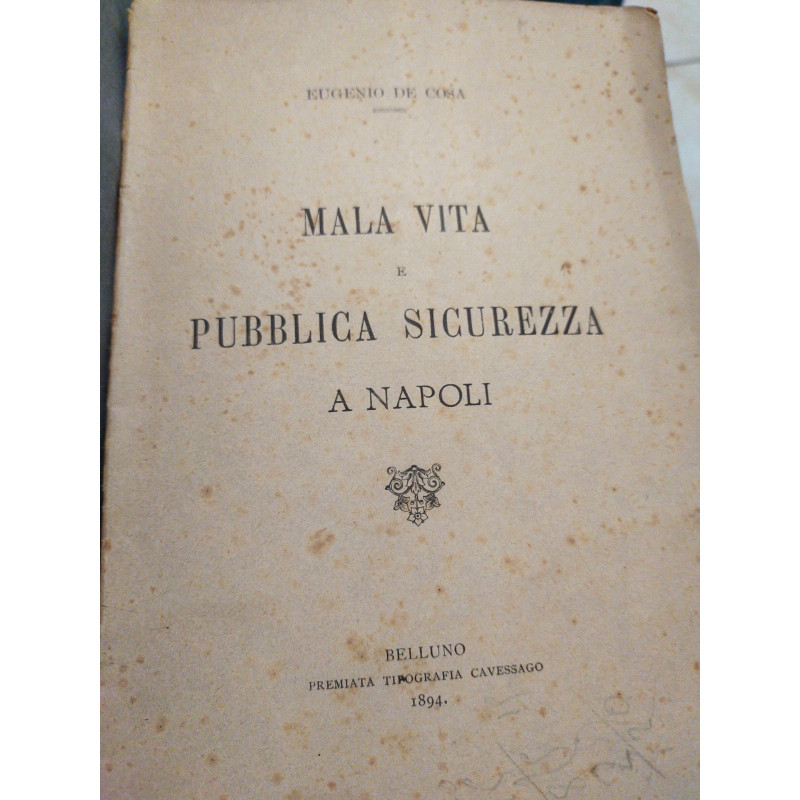 EUGENIO DE COSA
MALA VITA
E
PUBBLICA SICUREZZA
A NAPOLI
BELLUNO
PREMIATA TIPOGRAFIA CAVESSAGO
1894.